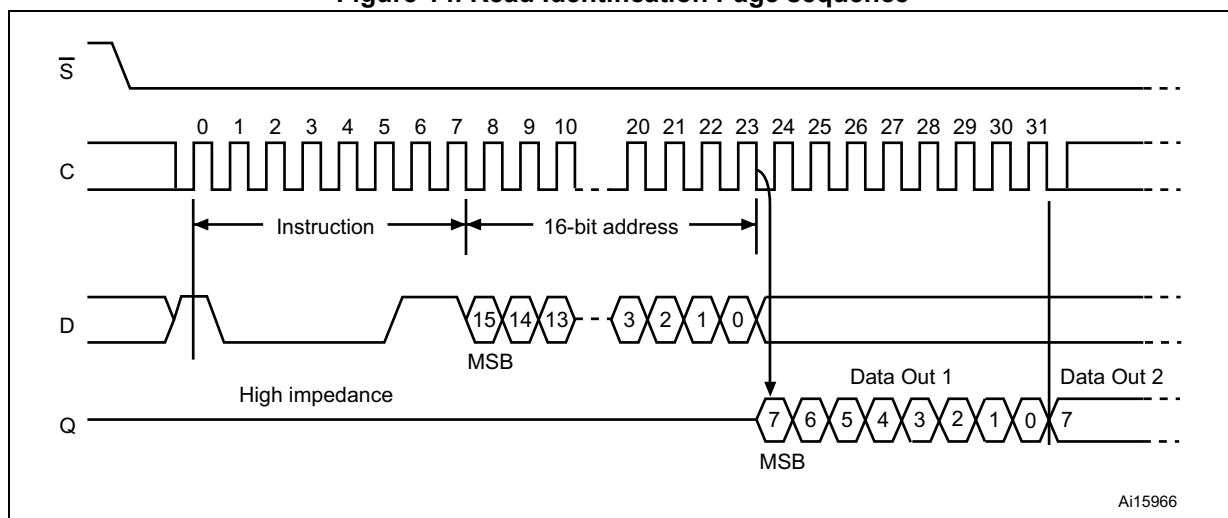 Figure 14. Read Identification Page sequence
S
0 1 2 3 4 5 6 7 8 9 10 20 21 22 23 24 25 26 27 28 29 30 31
C
Instruction 16-bit address
D 15 14 13 3 2 1 0
MSB
High impedance Data Out 1 Data Out 2
Q 7 6 5 4 3 2 1 0 7
MSB
Ai15966